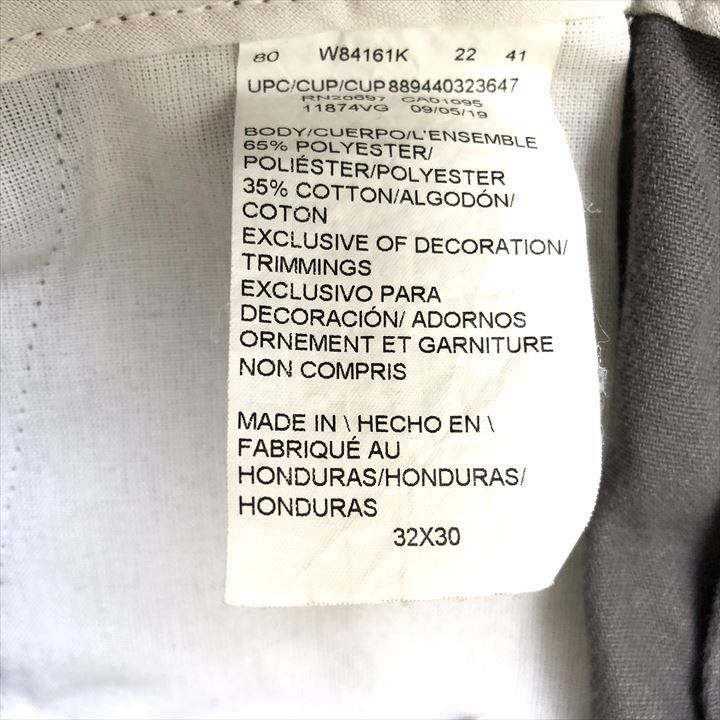 80 W84161K 22 41
UPC/CUP/CUP889440323647
RN20697 CA01095
11874VG 09/05/19
BODY/CUERPO/L'ENSEMBLE
65% POLYESTER/
POLIÉSTER/POLYESTER
35% COTTON/ALGODÓN/
COTON
EXCLUSIVE OF DECORATION/
TRIMMINGS
EXCLUSIVO PARA
DECORACIÓN/ ADORNOS
ORNEMENT ET GARNITURE
NON COMPRIS
MADE IN \ HECHO EN \
FABRIQUÉ AU
HONDURAS/HONDURAS/
HONDURAS
32X30